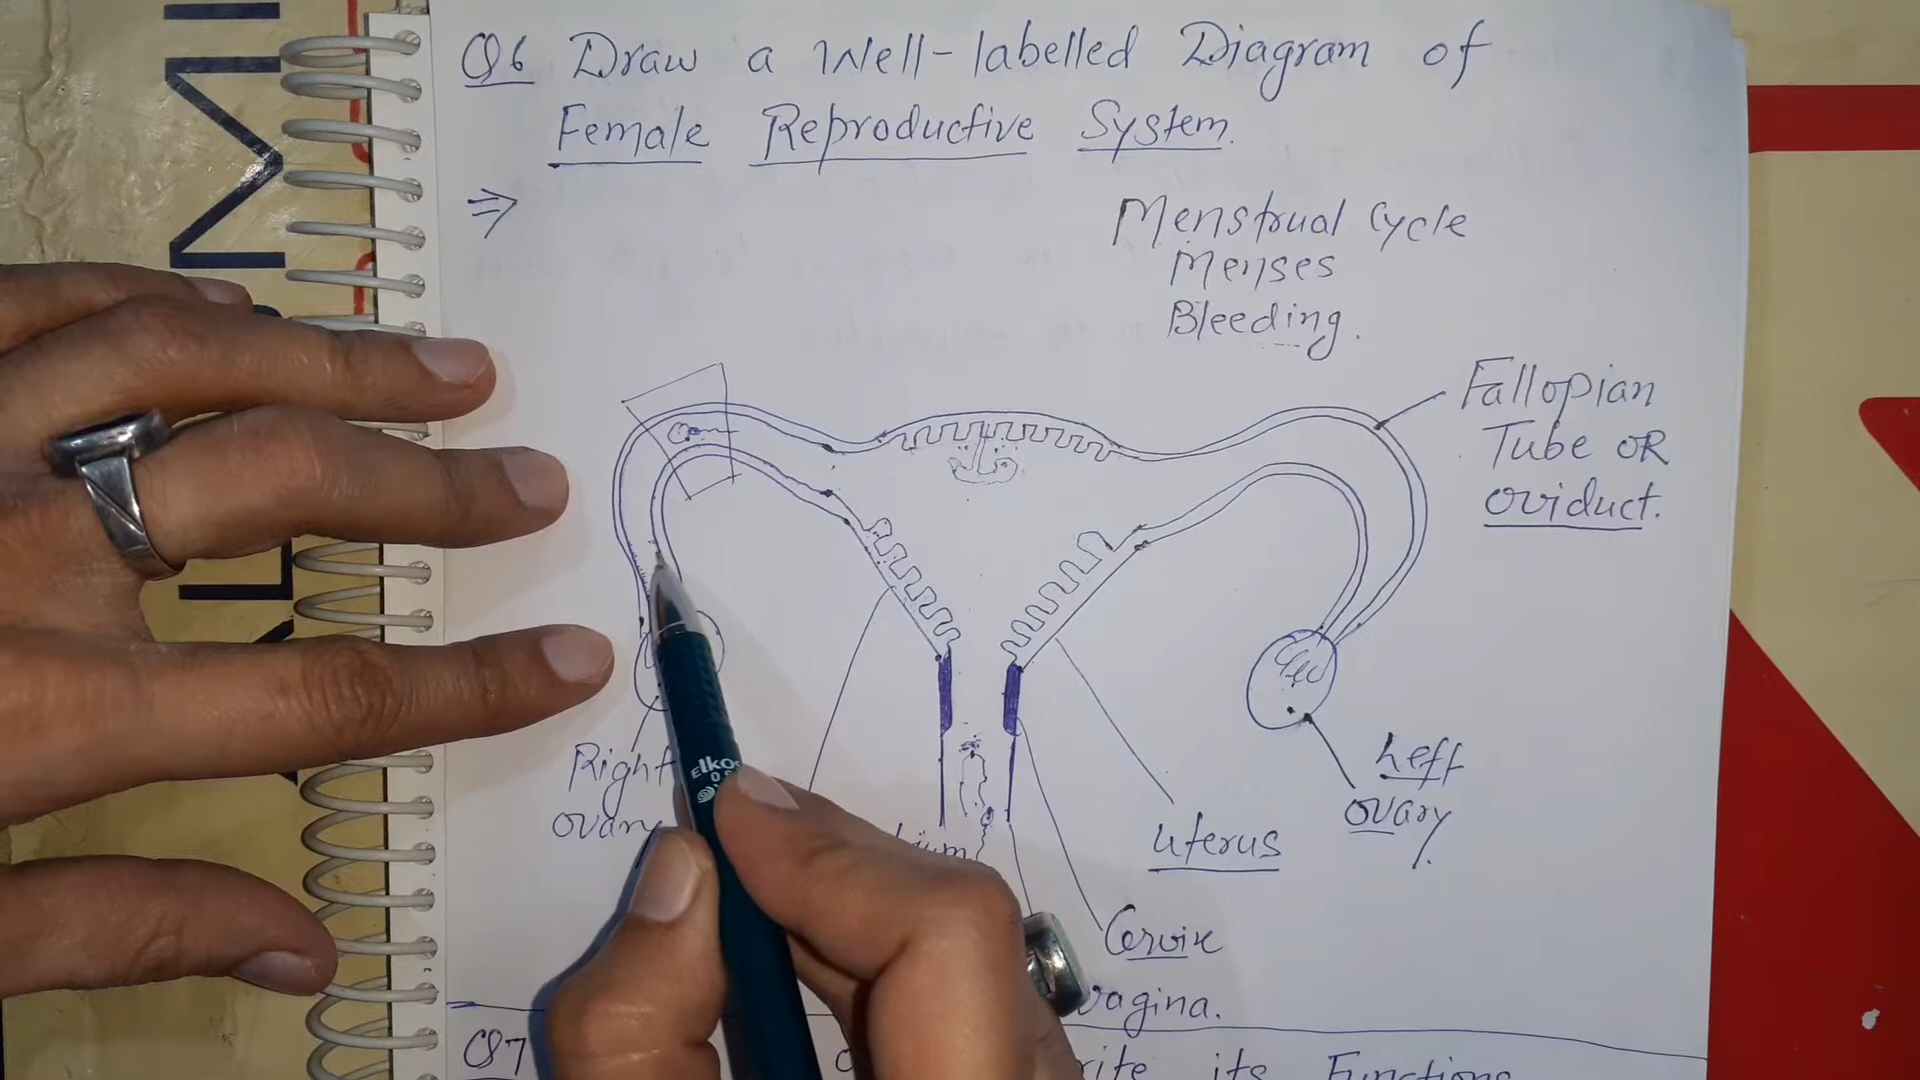 Q6 Draw a Well-labelled Diagram of
Female Reproductive System.
⇒
Menstrual Cycle
Menses
Bleeding.
Fallopian
Tube OR
oviduct.
Right
ovary
Left
ovary.
uterus
Cervix
vagina.
Q7 its Functions
elkos